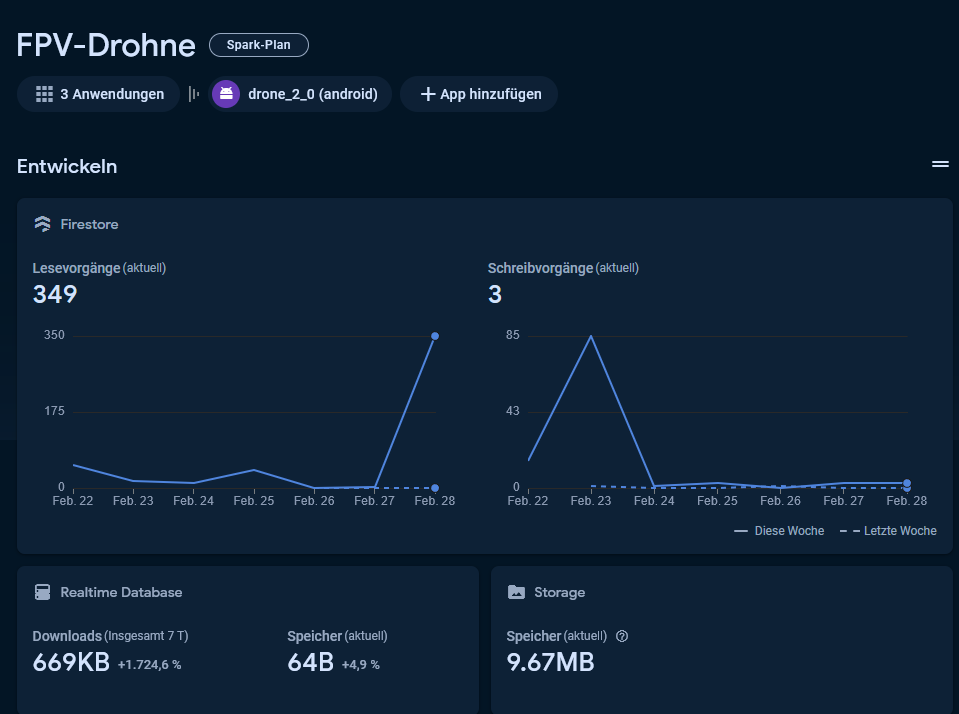 FPV-Drohne Spark-Plan
3 Anwendungen drone_2_0 (android) App hinzufügen
Entwickeln
Firestore
Lesevorgänge (aktuell)
349
350
175
0
Feb. 22 Feb. 23 Feb. 24 Feb. 25 Feb. 26 Feb. 27 Feb. 28
Schreibvorgänge (aktuell)
3
85
43
0
Feb. 22 Feb. 23 Feb. 24 Feb. 25 Feb. 26 Feb. 27 Feb. 28
Diese Woche Letzte Woche
Realtime Database
Downloads (Insgesamt 7 T)
669KB +1.724,6 %
Speicher (aktuell)
64B +4,9 %
Storage
Speicher (aktuell)
9.67MB